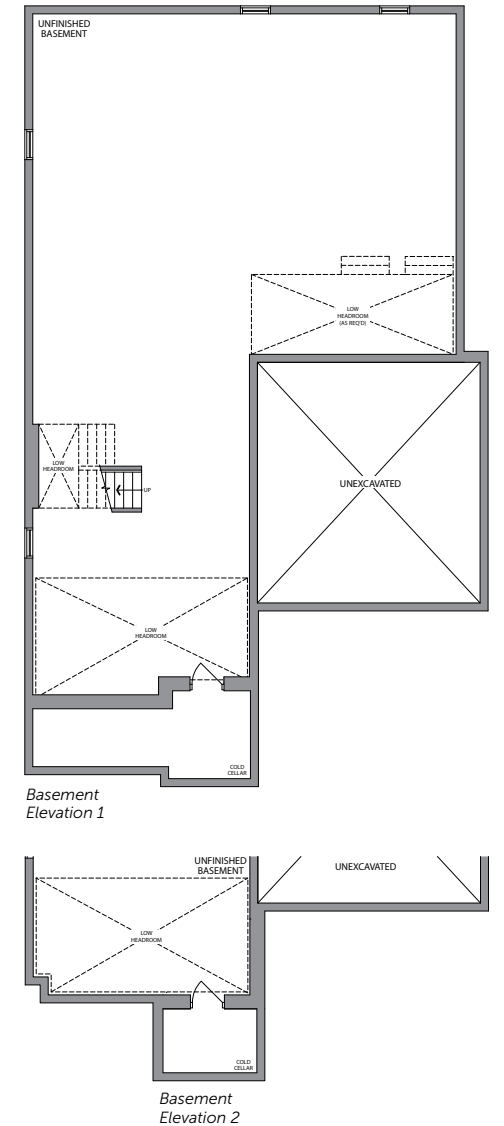 UNFINISHED
BASEMENT
LOW
HEADROOM
(AS REQ'D)
LOW
HEADROOM
UP
UNEXCAVATED
LOW
HEADROOM
COLD
CELLAR
Basement
Elevation 1
UNFINISHED
BASEMENT
UNEXCAVATED
LOW
HEADROOM
COLD
CELLAR
Basement
Elevation 2